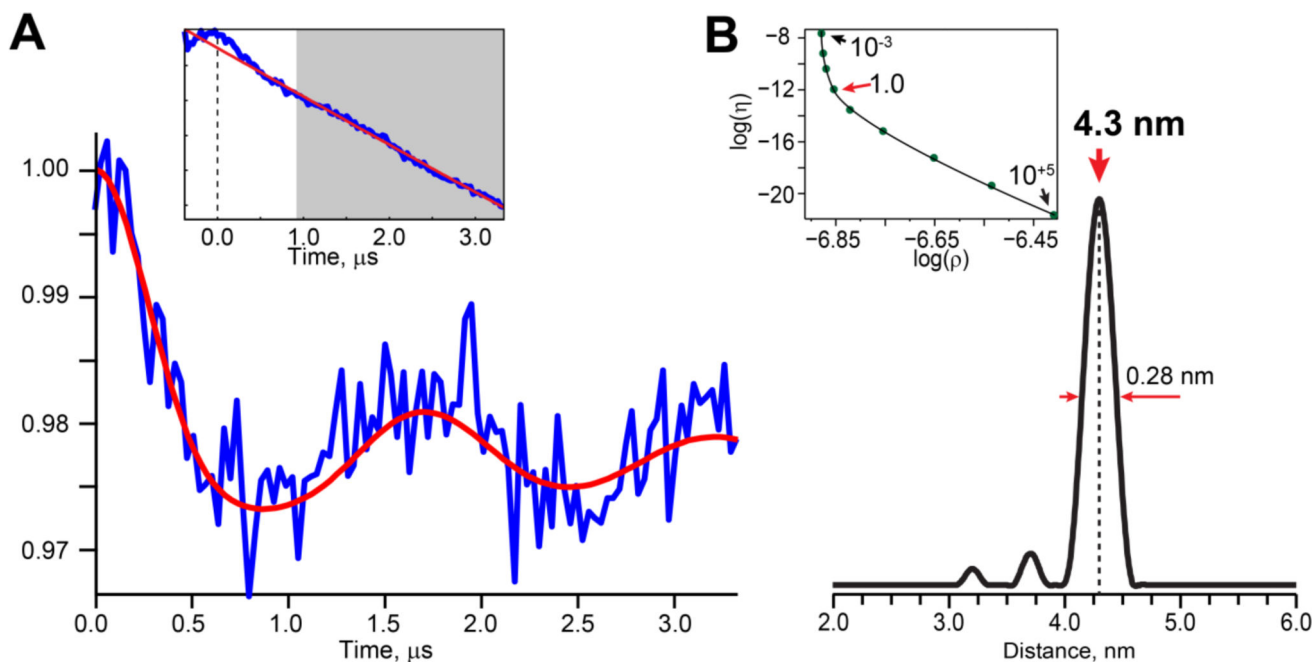 A
0.0 1.0 2.0 3.0
Time, μs
1.00
0.99
0.98
0.97
0.0 0.5 1.0 1.5 2.0 2.5 3.0
Time, μs
B
−8
−12
−16
−20
log(η)
10⁻³
1.0
10⁺⁵
−6.85 −6.65 −6.45
log(ρ)
4.3 nm
0.28 nm
2.0 3.0 4.0 5.0 6.0
Distance, nm